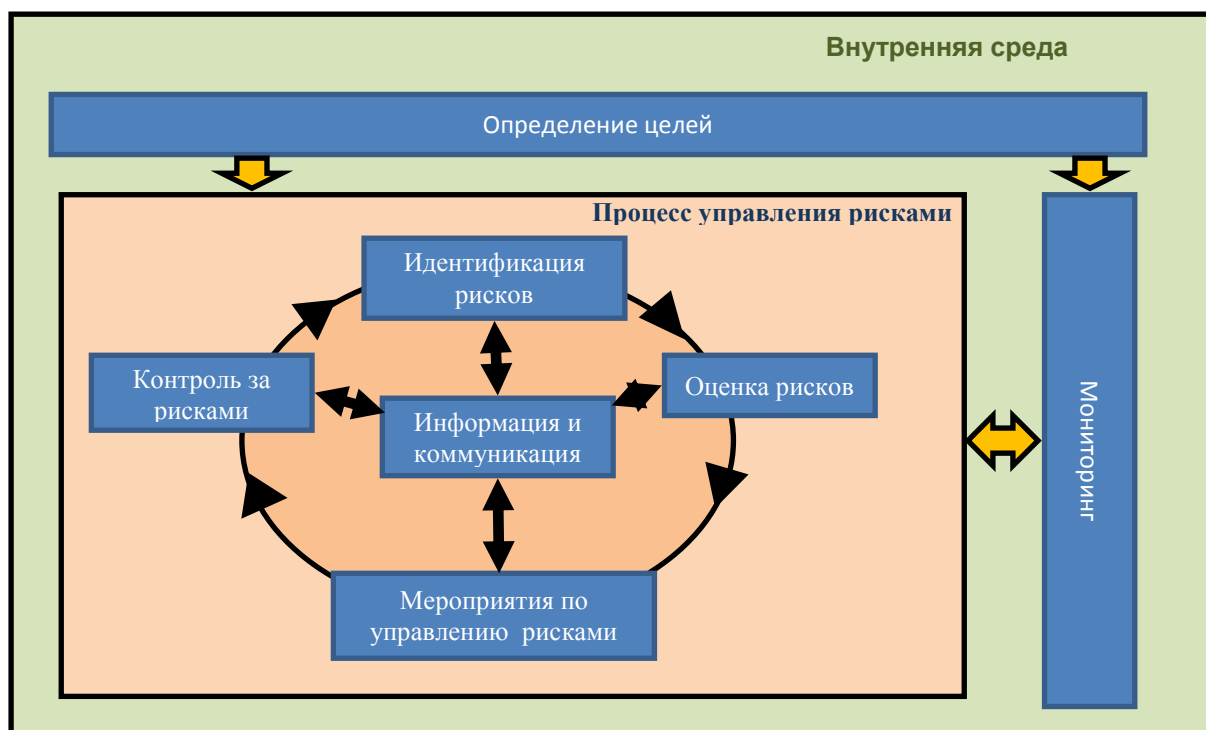 Внутренняя среда
Определение целей
Процесс управления рисками
Идентификация
рисков
Контроль за
рисками
Оценка рисков
Информация и
коммуникация
Мониторинг
Мероприятия по
управлению  рисками